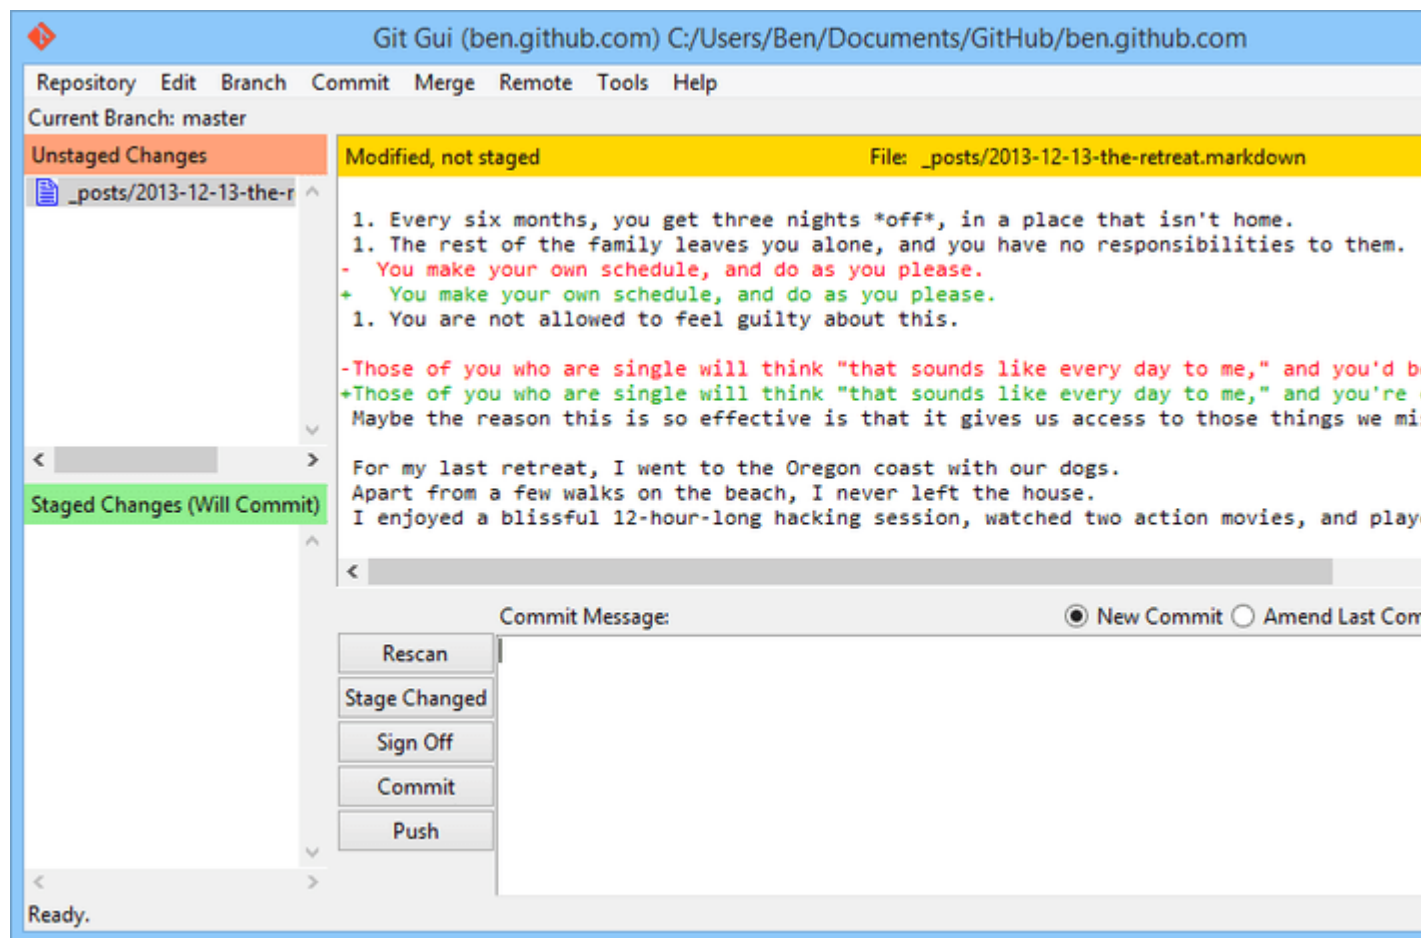 Git Gui (ben.github.com) C:/Users/Ben/Documents/GitHub/ben.github.com
Repository Edit Branch Commit Merge Remote Tools Help
Current Branch: master
Unstaged Changes
_posts/2013-12-13-the-r
Staged Changes (Will Commit)
Modified, not staged File: _posts/2013-12-13-the-retreat.markdown
1. Every six months, you get three nights *off*, in a place that isn't home.
1. The rest of the family leaves you alone, and you have no responsibilities to them.
-  You make your own schedule, and do as you please.
+   You make your own schedule, and do as you please.
1. You are not allowed to feel guilty about this.
-Those of you who are single will think "that sounds like every day to me," and you'd
+Those of you who are single will think "that sounds like every day to me," and you're
Maybe the reason this is so effective is that it gives us access to those things we
For my last retreat, I went to the Oregon coast with our dogs.
Apart from a few walks on the beach, I never left the house.
I enjoyed a blissful 12-hour-long hacking session, watched two action movies, and
Commit Message: New Commit Amend Last
Rescan
Stage Changed
Sign Off
Commit
Push
Ready.